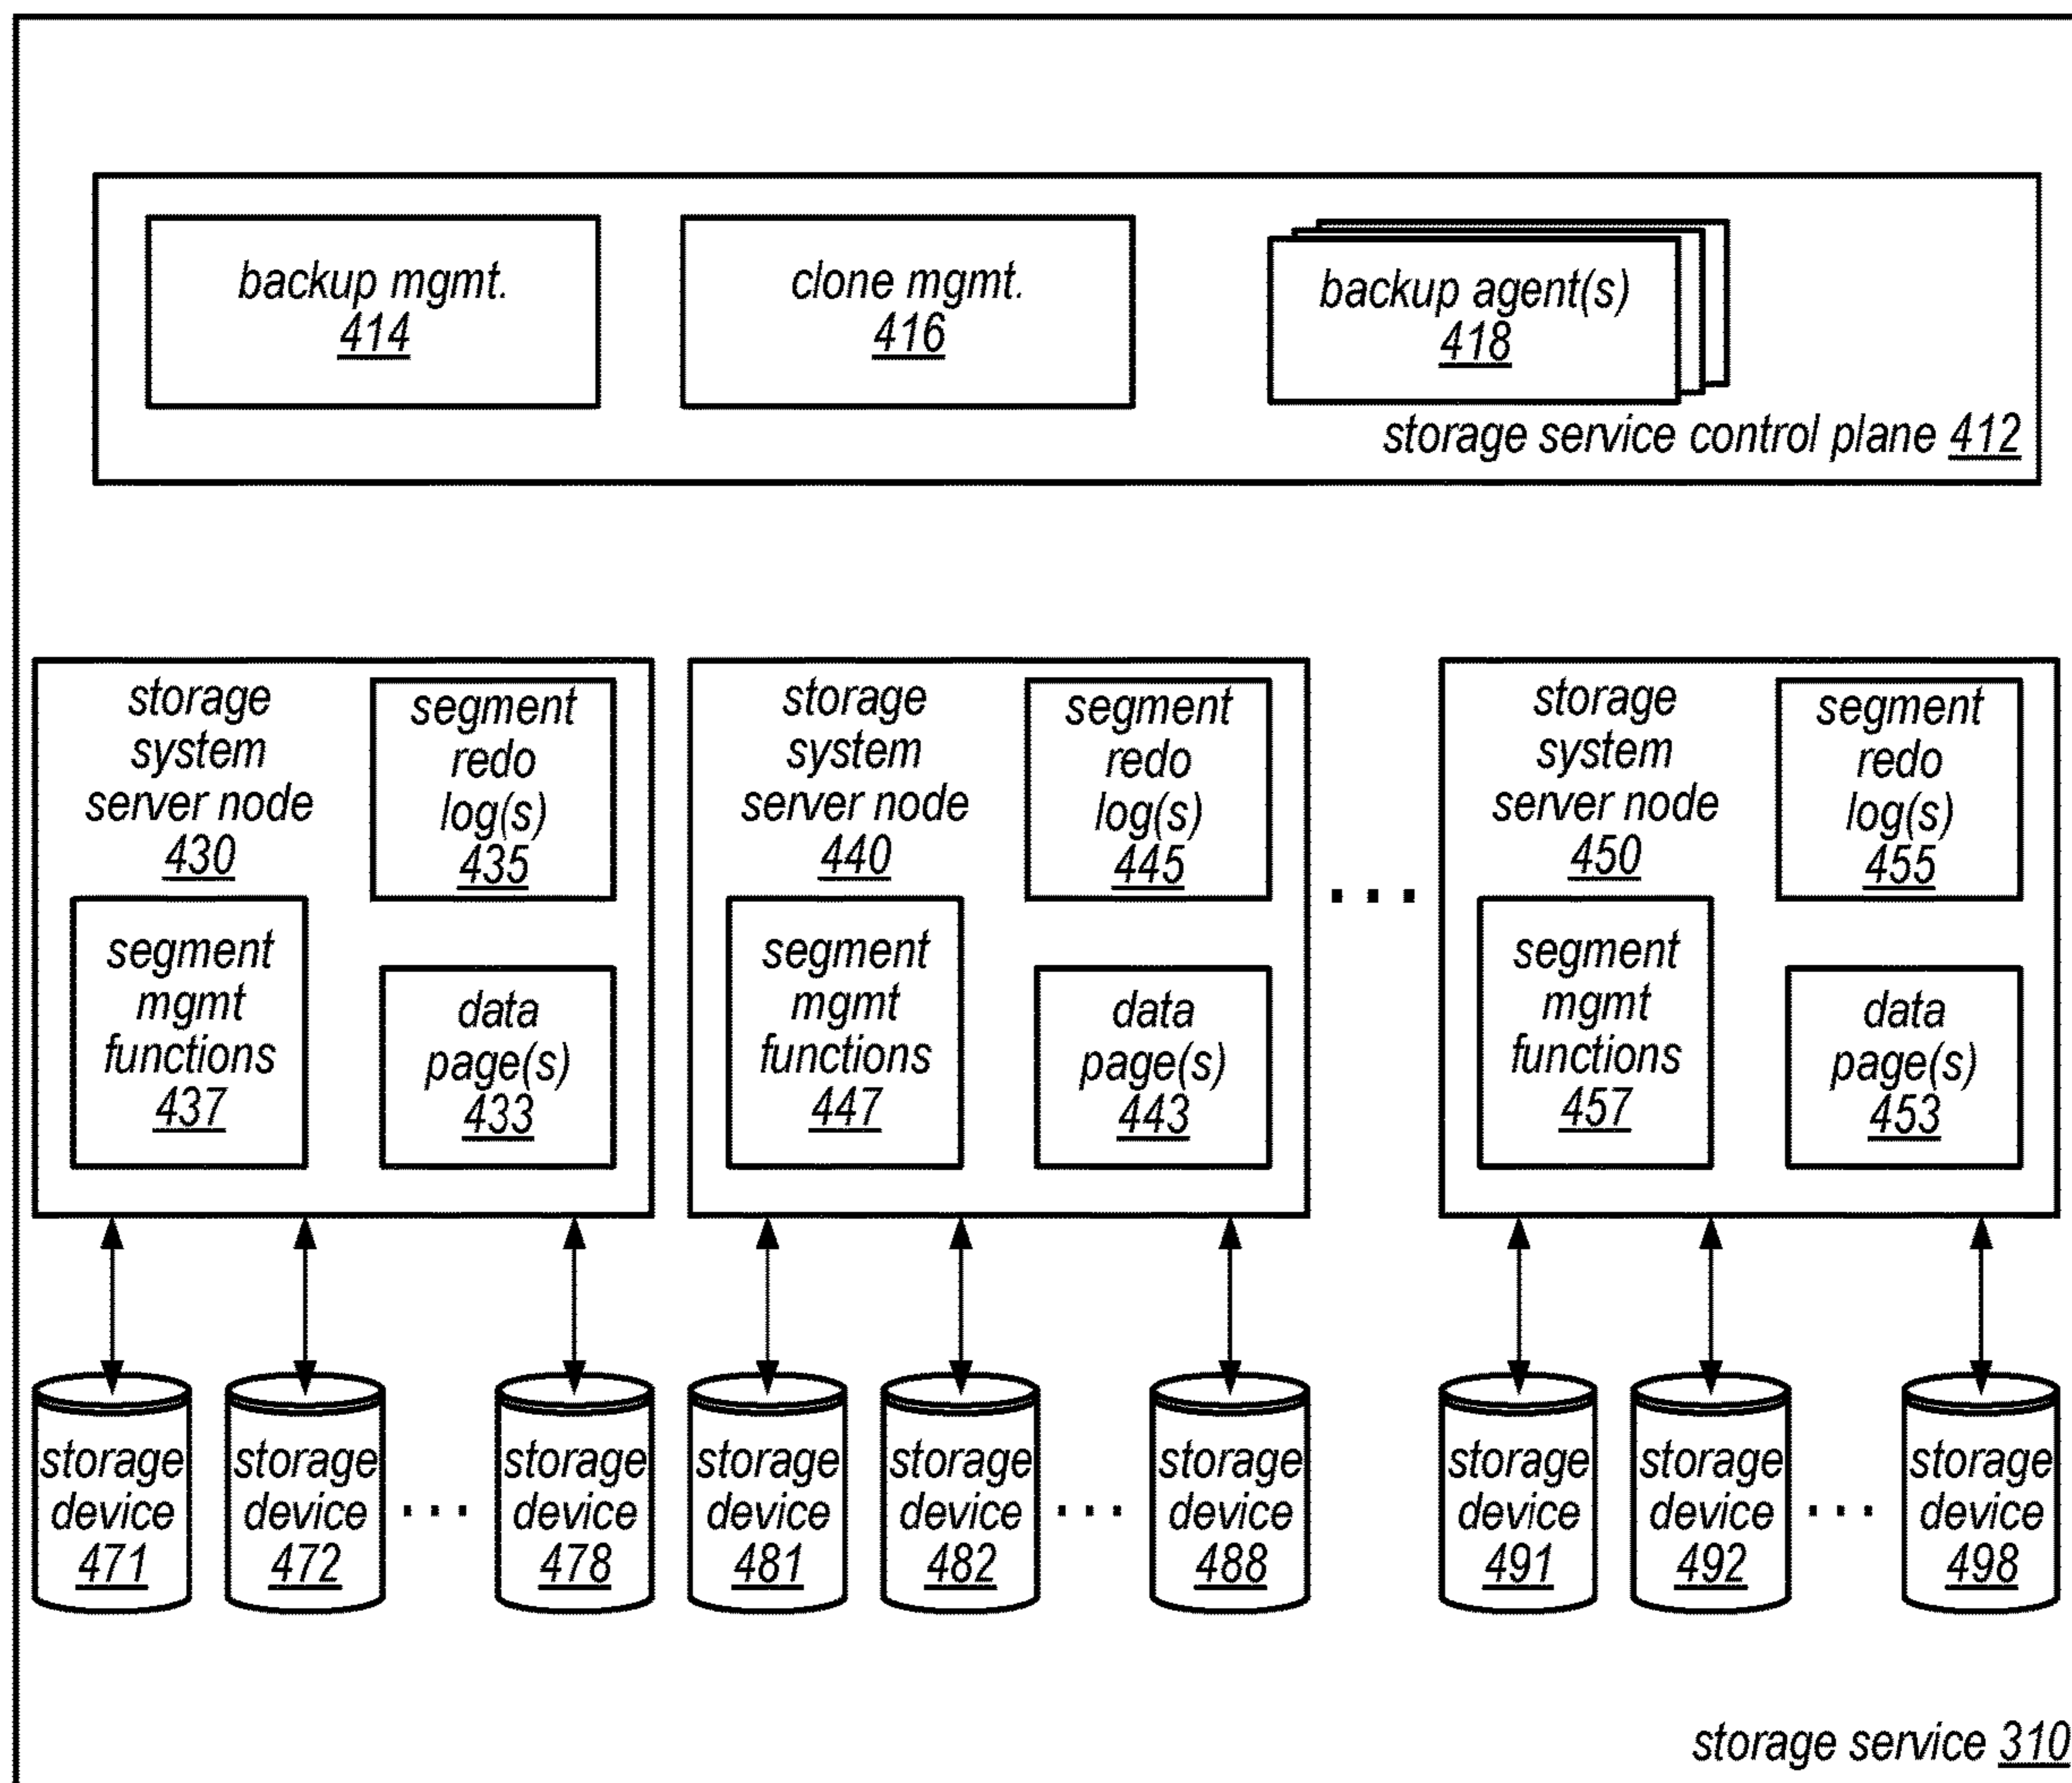 backup mgmt.
414
clone mgmt.
416
backup agent(s)
418
storage service control plane 412
storage
system
server node
430
segment
redo
log(s)
435
segment
mgmt
functions
437
data
page(s)
433
storage
system
server node
440
segment
redo
log(s)
445
segment
mgmt
functions
447
data
page(s)
443
...
storage
system
server node
450
segment
redo
log(s)
455
segment
mgmt
functions
457
data
page(s)
453
storage
device
471
storage
device
472
...
storage
device
478
storage
device
481
storage
device
482
...
storage
device
488
storage
device
491
storage
device
492
...
storage
device
498
storage service 310